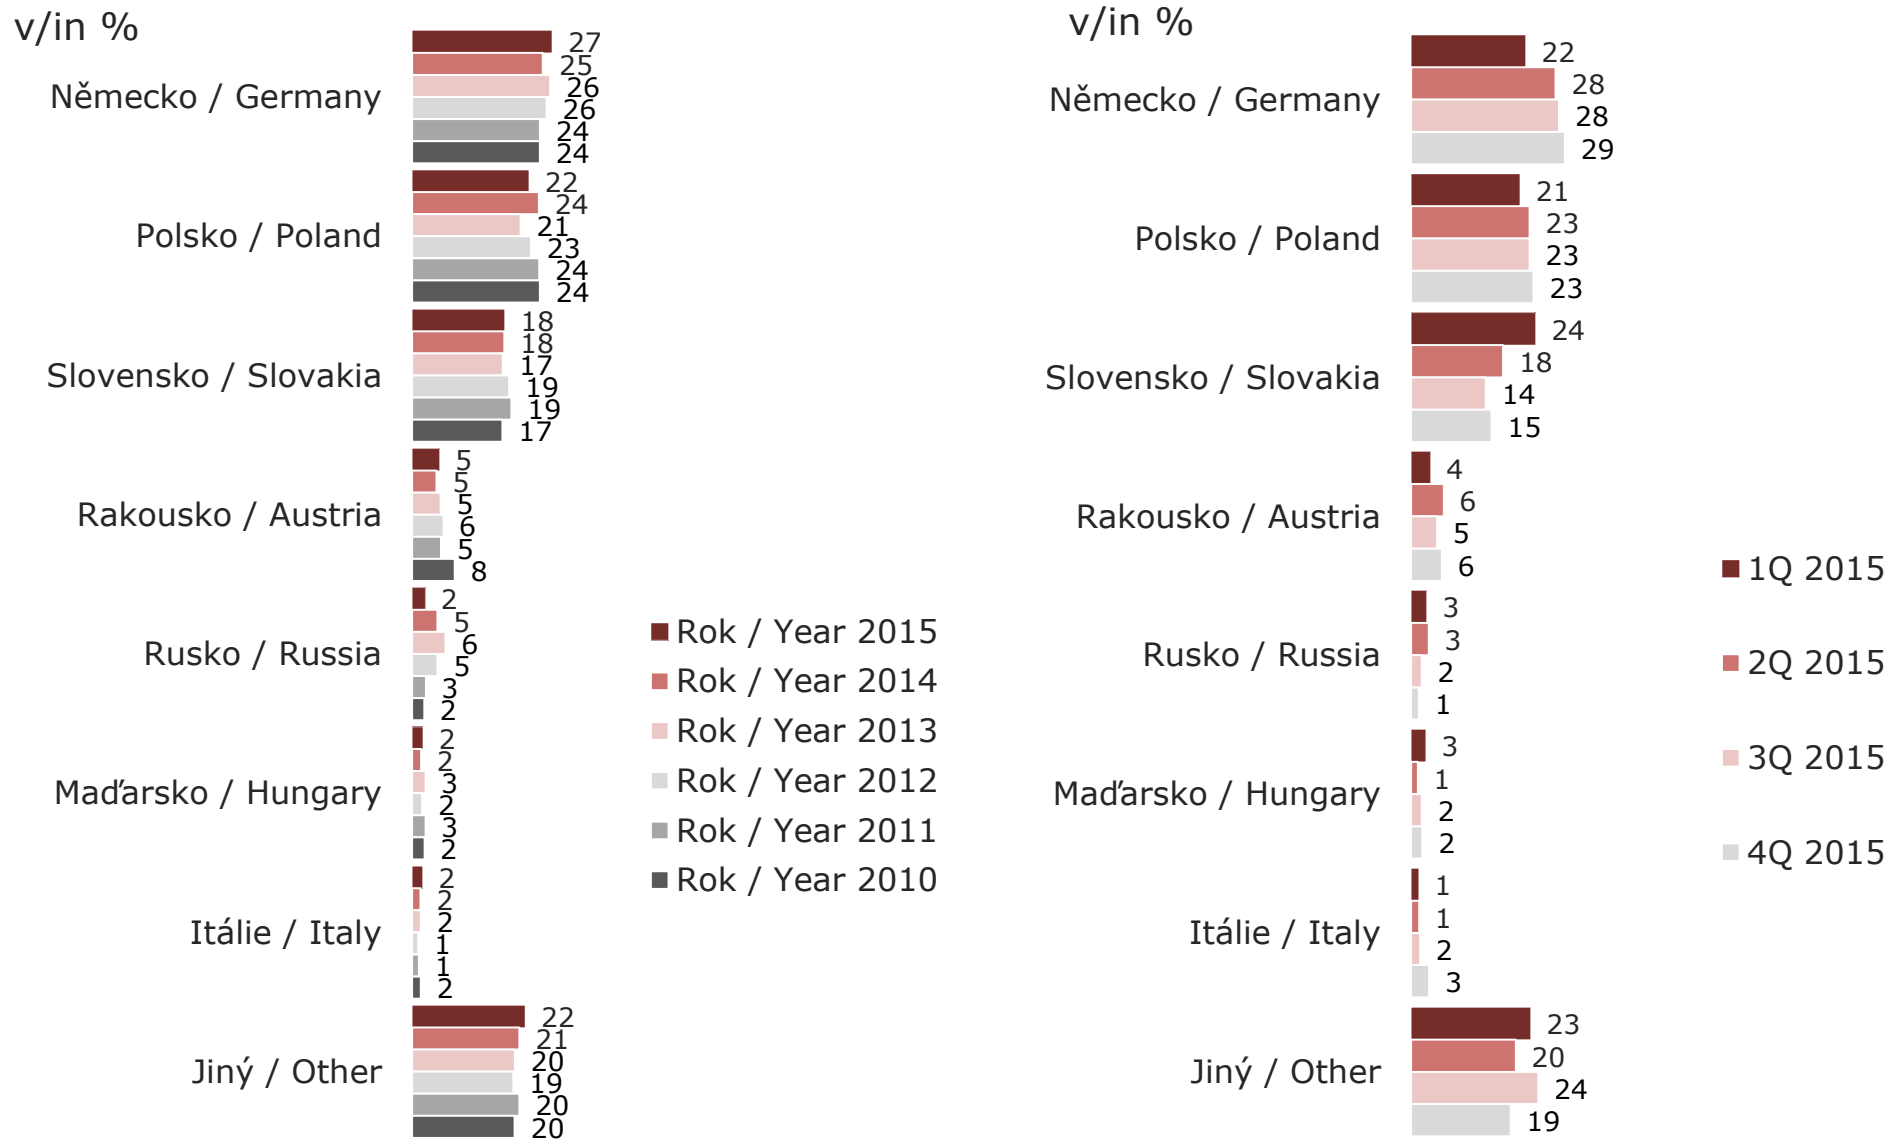 v/in %
Německo / Germany
27
25
26
26
24
24
Polsko / Poland
22
24
21
23
24
24
Slovensko / Slovakia
18
18
17
19
19
17
Rakousko / Austria
5
5
5
6
5
8
Rusko / Russia
2
5
6
5
3
2
Maďarsko / Hungary
2
2
3
2
3
2
Itálie / Italy
2
2
2
1
1
2
Jiný / Other
22
21
20
19
20
20
Rok / Year 2015
Rok / Year 2014
Rok / Year 2013
Rok / Year 2012
Rok / Year 2011
Rok / Year 2010
v/in %
Německo / Germany
22
28
28
29
Polsko / Poland
21
23
23
23
Slovensko / Slovakia
24
18
14
15
Rakousko / Austria
4
6
5
6
Rusko / Russia
3
3
2
1
Maďarsko / Hungary
3
1
2
2
Itálie / Italy
1
1
2
3
Jiný / Other
23
20
24
19
1Q 2015
2Q 2015
3Q 2015
4Q 2015